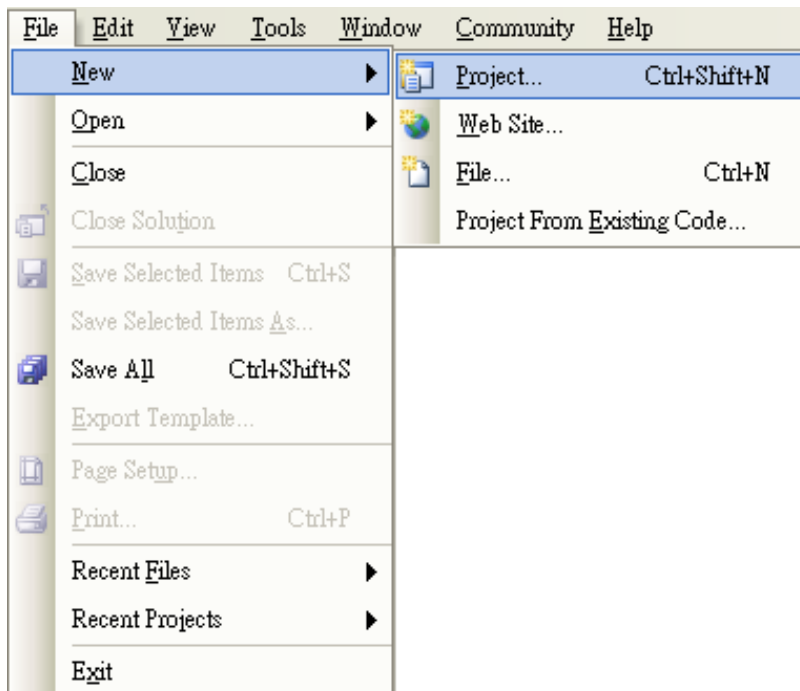 File Edit View Tools Window Community Help
New
Open
Close
Close Solution
Save Selected Items Ctrl+S
Save Selected Items As...
Save All Ctrl+Shift+S
Export Template...
Page Setup...
Print... Ctrl+P
Recent Files
Recent Projects
Exit
Project... Ctrl+Shift+N
Web Site...
File... Ctrl+N
Project From Existing Code...